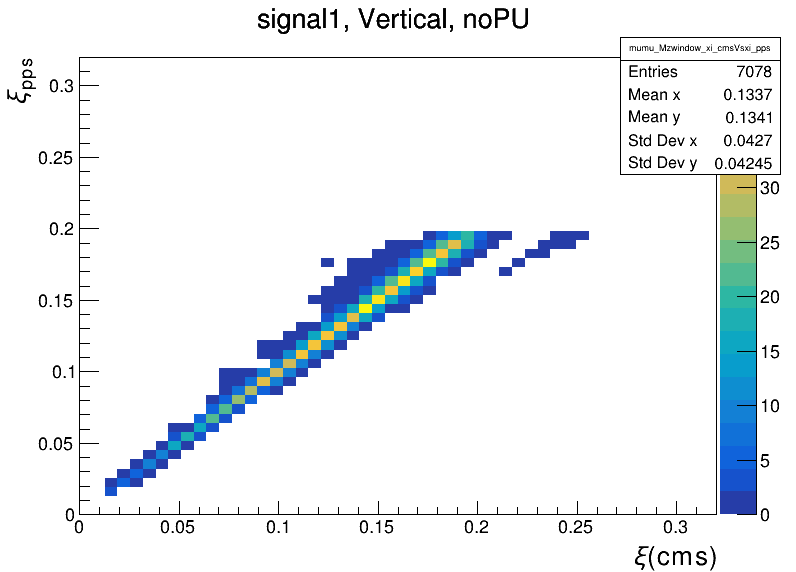 signal1, Vertical, noPU
mumu_Mzwindow_xi_cmsVsxi_pps
Entries 7078
Mean x 0.1337
Mean y 0.1341
Std Dev x 0.0427
Std Dev y 0.04245
ξpps
0.3
0.25
0.2
0.15
0.1
0.05
0
0 0.05 0.1 0.15 0.2 0.25 0.3
ξ(cms)
30
25
20
15
10
5
0